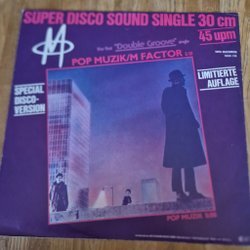 SUPER DISCO SOUND SINGLE 30 cm
45 upm
M
The first "Double Groove" single
POP MUZIK/M FACTOR
LIMITIERTE
AUFLAGE
SPECIAL
DISCO-
VERSION
POP MUZIK